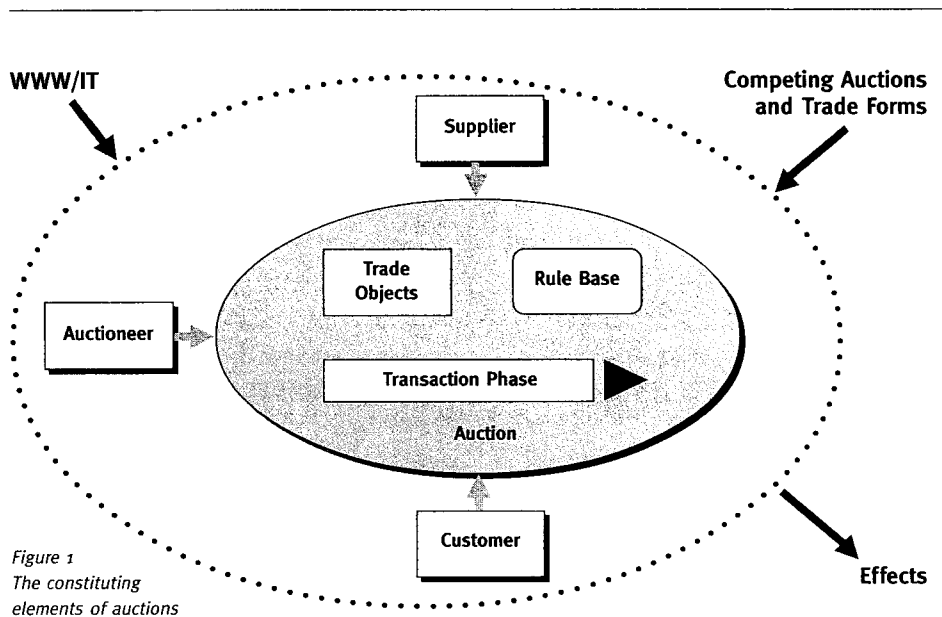 WWW/IT
Competing Auctions
and Trade Forms
Supplier
Trade
Objects
Rule Base
Auctioneer
Transaction Phase
Auction
Customer
Effects
Figure 1
The constituting
elements of auctions